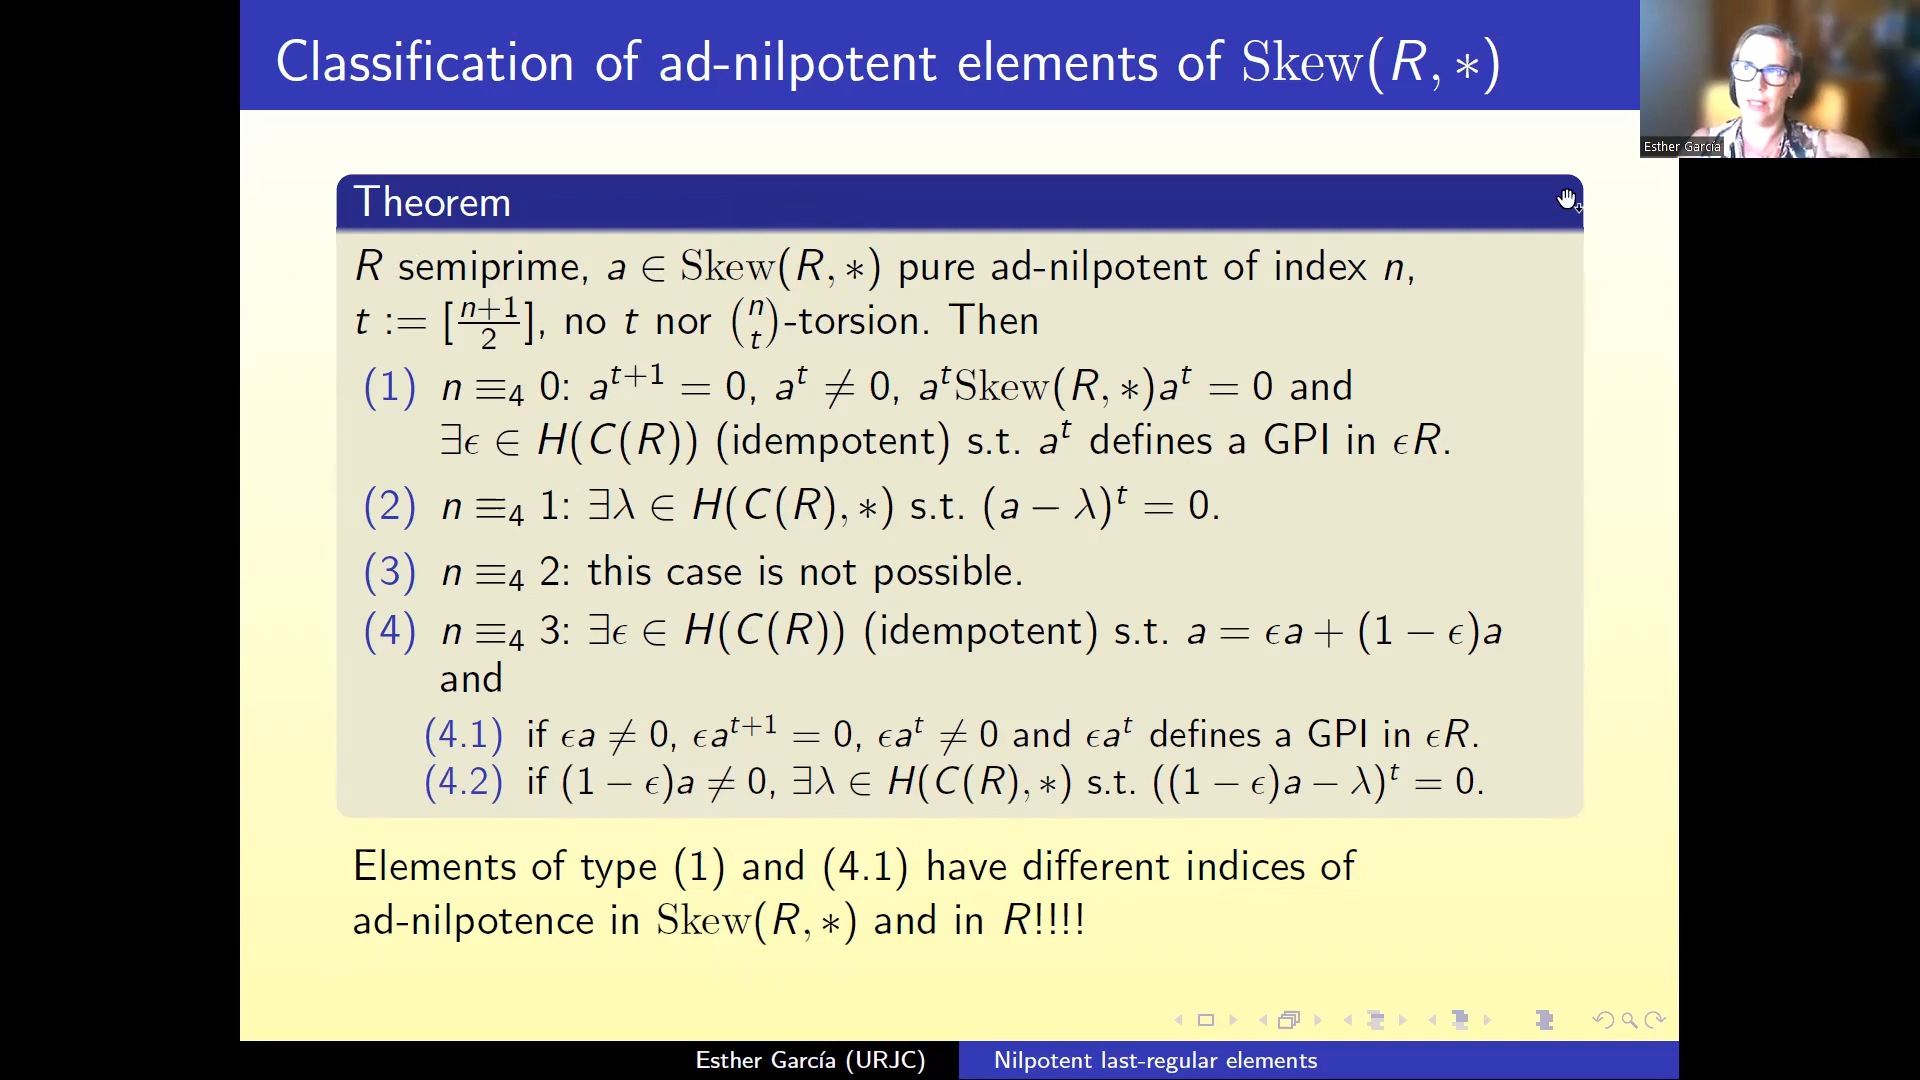 Classification of ad-nilpotent elements of Skew(R, ∗)
Esther García
Theorem
R semiprime, a ∈ Skew(R, ∗) pure ad-nilpotent of index n,
t := [\frac{n+1}{2}], no t nor \binom{n}{t}-torsion. Then
(1) n ≡₄ 0: a^{t+1} = 0, a^t ≠ 0, a^t Skew(R, ∗)a^t = 0 and
∃ϵ ∈ H(C(R)) (idempotent) s.t. a^t defines a GPI in ϵR.
(2) n ≡₄ 1: ∃λ ∈ H(C(R), ∗) s.t. (a − λ)^t = 0.
(3) n ≡₄ 2: this case is not possible.
(4) n ≡₄ 3: ∃ϵ ∈ H(C(R)) (idempotent) s.t. a = ϵa + (1 − ϵ)a
and
(4.1) if ϵa ≠ 0, ϵa^{t+1} = 0, ϵa^t ≠ 0 and ϵa^t defines a GPI in ϵR.
(4.2) if (1 − ϵ)a ≠ 0, ∃λ ∈ H(C(R), ∗) s.t. ((1 − ϵ)a − λ)^t = 0.
Elements of type (1) and (4.1) have different indices of
ad-nilpotence in Skew(R, ∗) and in R!!!!
Esther García (URJC)
Nilpotent last-regular elements